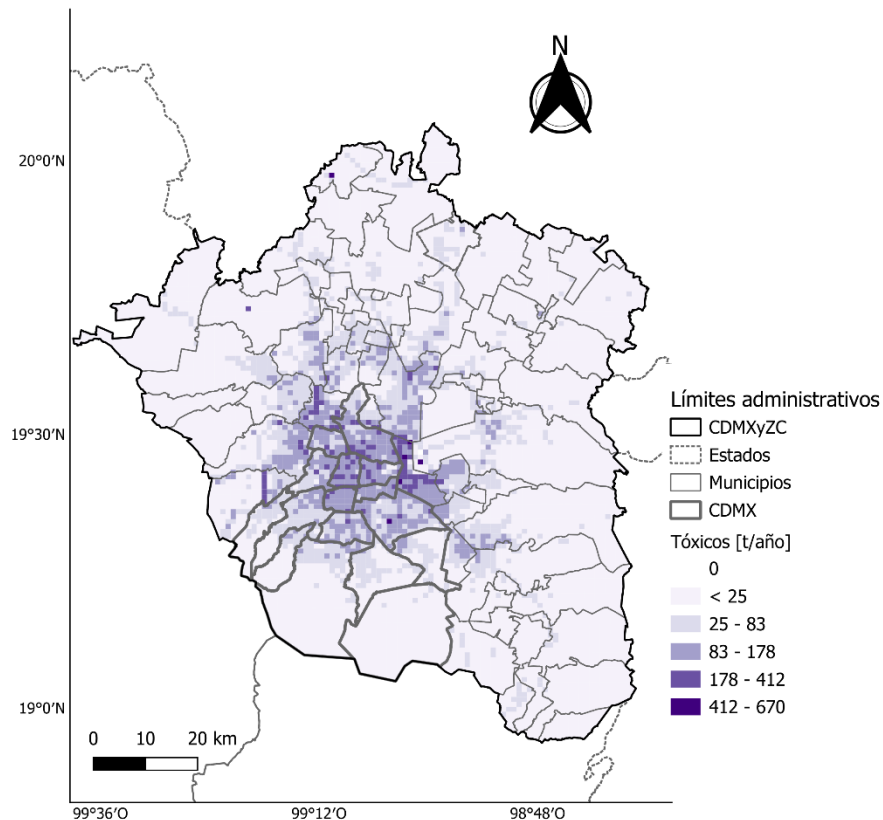 N
20°0′N
19°30′N
19°0′N
0 10 20 km
99°36′O 99°12′O 98°48′O
Límites administrativos
CDMXyZC
Estados
Municipios
CDMX
Tóxicos [t/año]
0
< 25
25 - 83
83 - 178
178 - 412
412 - 670